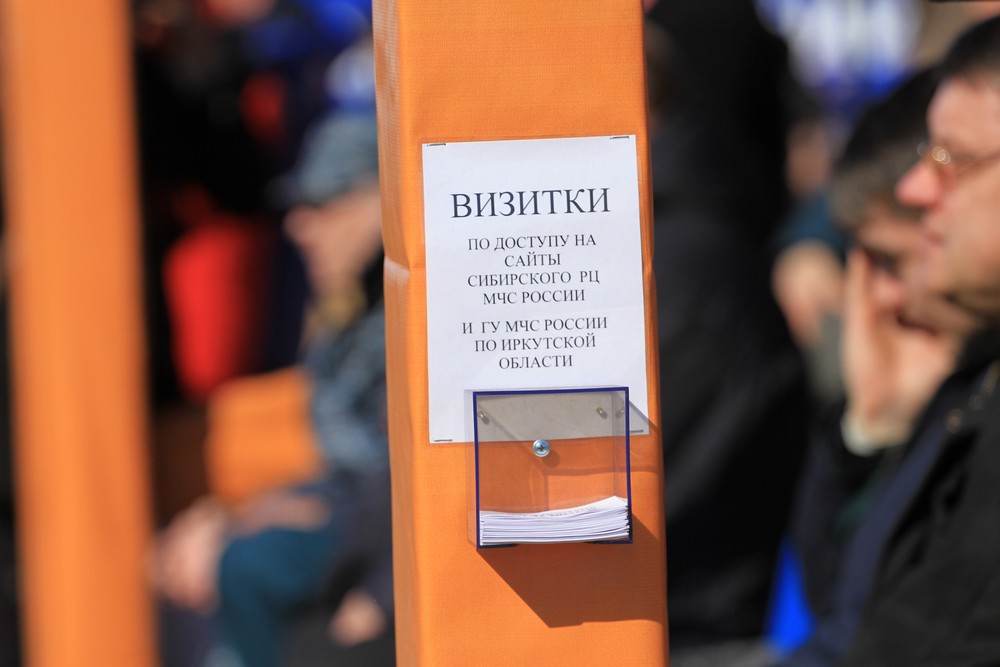 ВИЗИТКИ
ПО ДОСТУПУ НА
САЙТЫ
СИБИРСКОГО РЦ
МЧС РОССИИ
И ГУ МЧС РОССИИ
ПО ИРКУТСКОЙ
ОБЛАСТИ